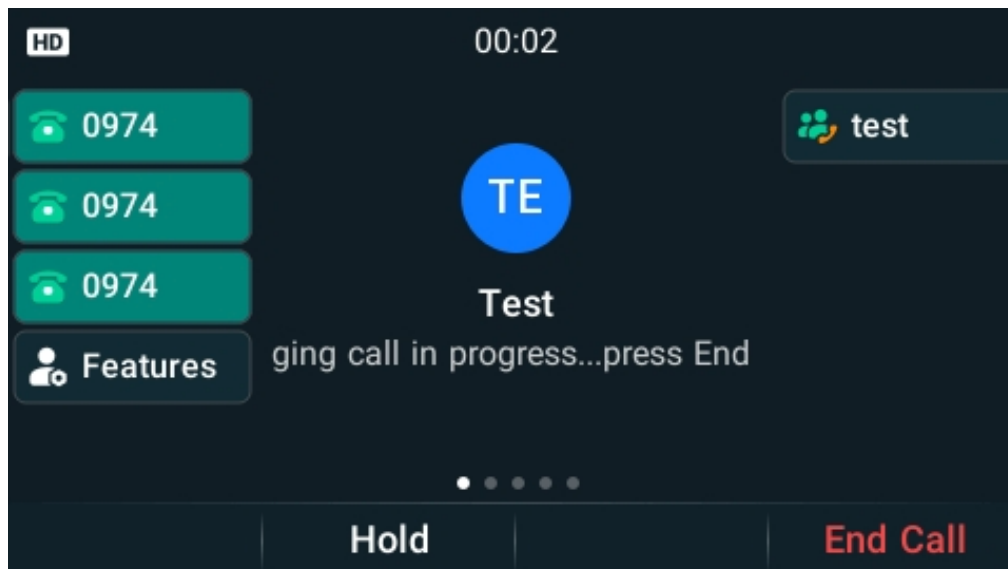 HD
00:02
0974
0974
0974
Features
TE
Test
ging call in progress...press End
test
Hold
End Call